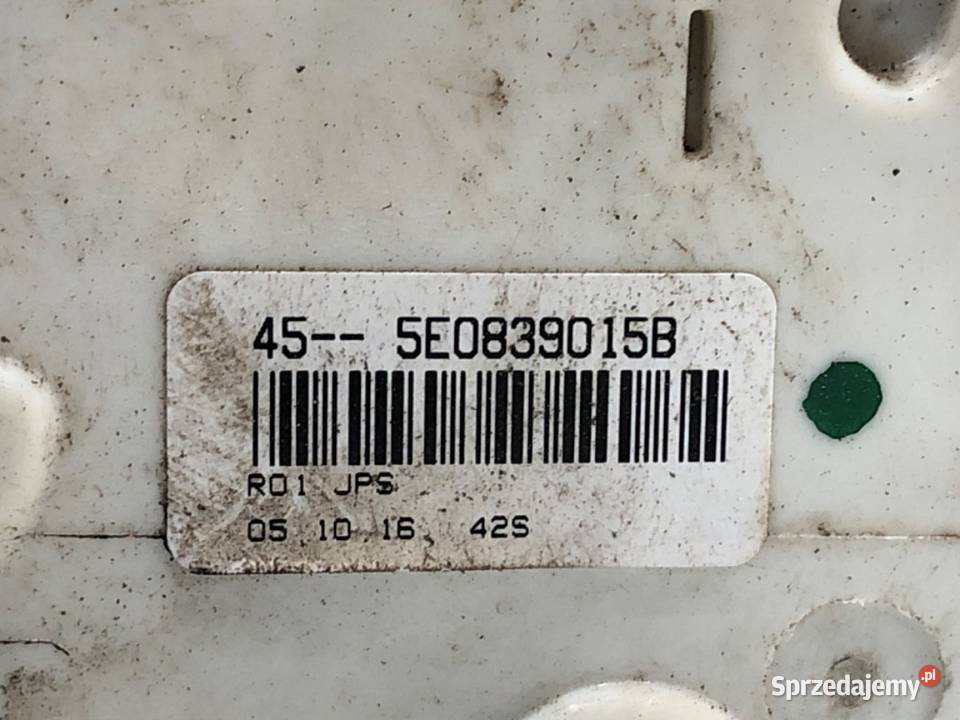 45-- 5E0839015B
R01 JPS
05 10 16 42S
Sprzedajemy.pl